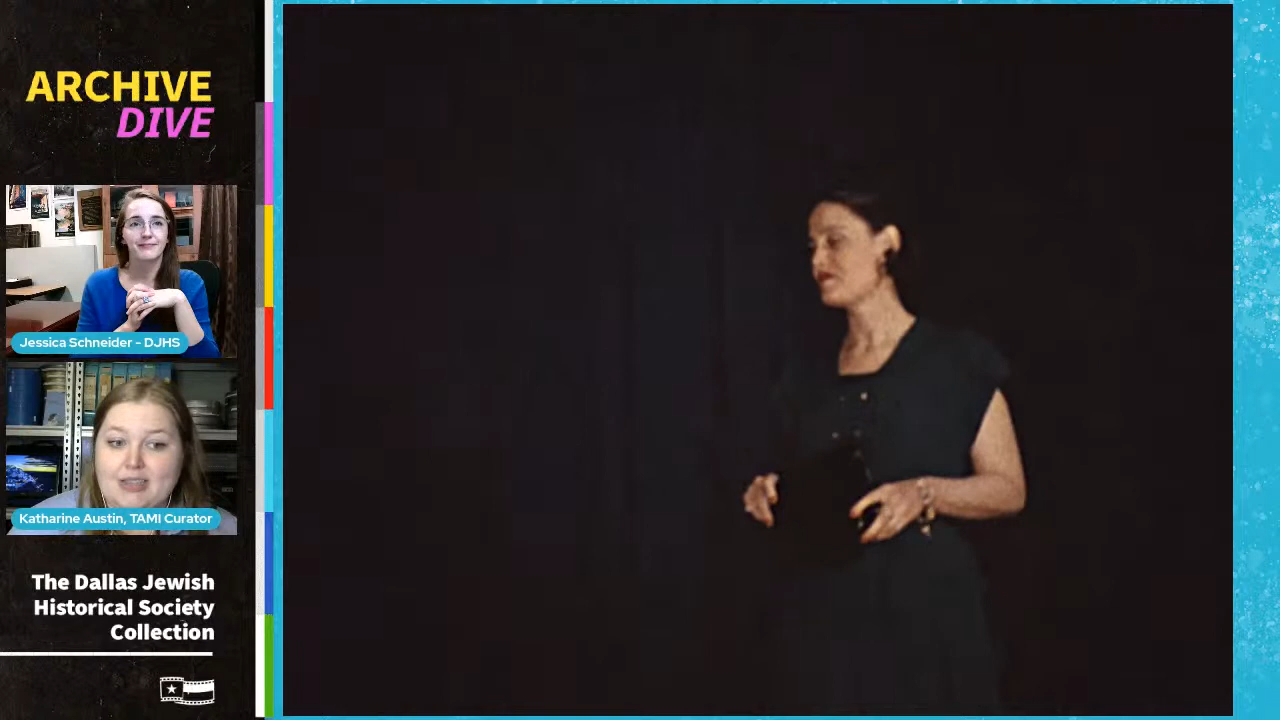 ARCHIVE
DIVE
Jessica Schneider - DJHS
Katharine Austin, TAMI Curator
The Dallas Jewish
Historical Society
Collection